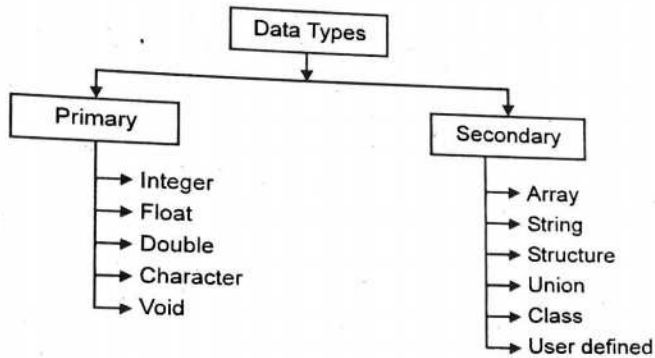 Data Types
Primary
Integer
Float
Double
Character
Void
Secondary
Array
String
Structure
Union
Class
User defined